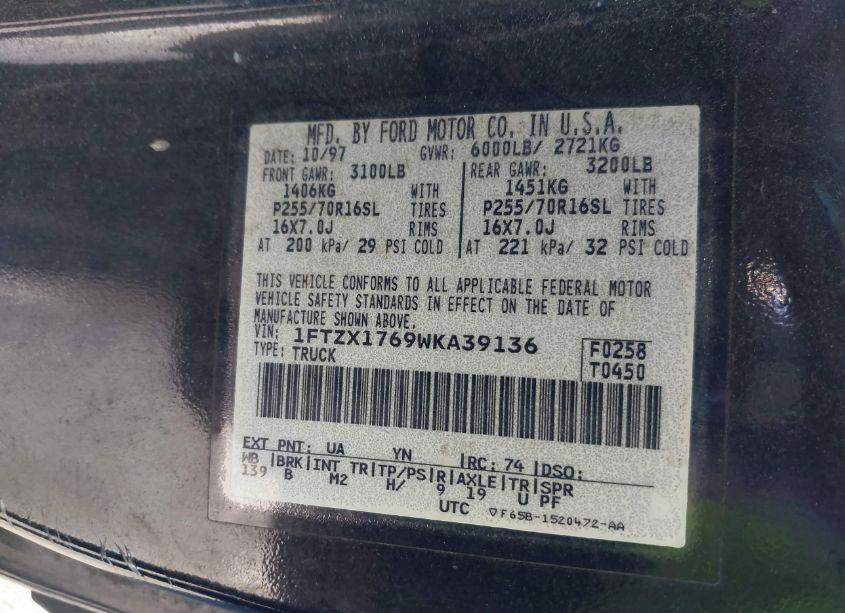 MFD. BY FORD MOTOR CO. IN U.S.A.
DATE: 10/97 GVWR: 6000LB/ 2721KG
FRONT GAWR: 3100LB REAR GAWR: 3200LB
1406KG WITH 1451KG WITH
P255/70R16SL TIRES P255/70R16SL TIRES
16X7.0J RIMS 16X7.0J RIMS
AT 200 kPa/ 29 PSI COLD AT 221 kPa/ 32 PSI COLD
THIS VEHICLE CONFORMS TO ALL APPLICABLE FEDERAL MOTOR
VEHICLE SAFETY STANDARDS IN EFFECT ON THE DATE OF
MANUFACTURE SHOWN ABOVE.
VIN: 1FTZX1769WKA39136 F0258
TYPE: TRUCK T0450
EXT PNT: UA YN RC: 74 DSO:
WB BRK INT TR TP/PS R AXLE TR SPR
139 B M2 H/ 9 19 U PF
UTC ▽F65B-1520472-AA